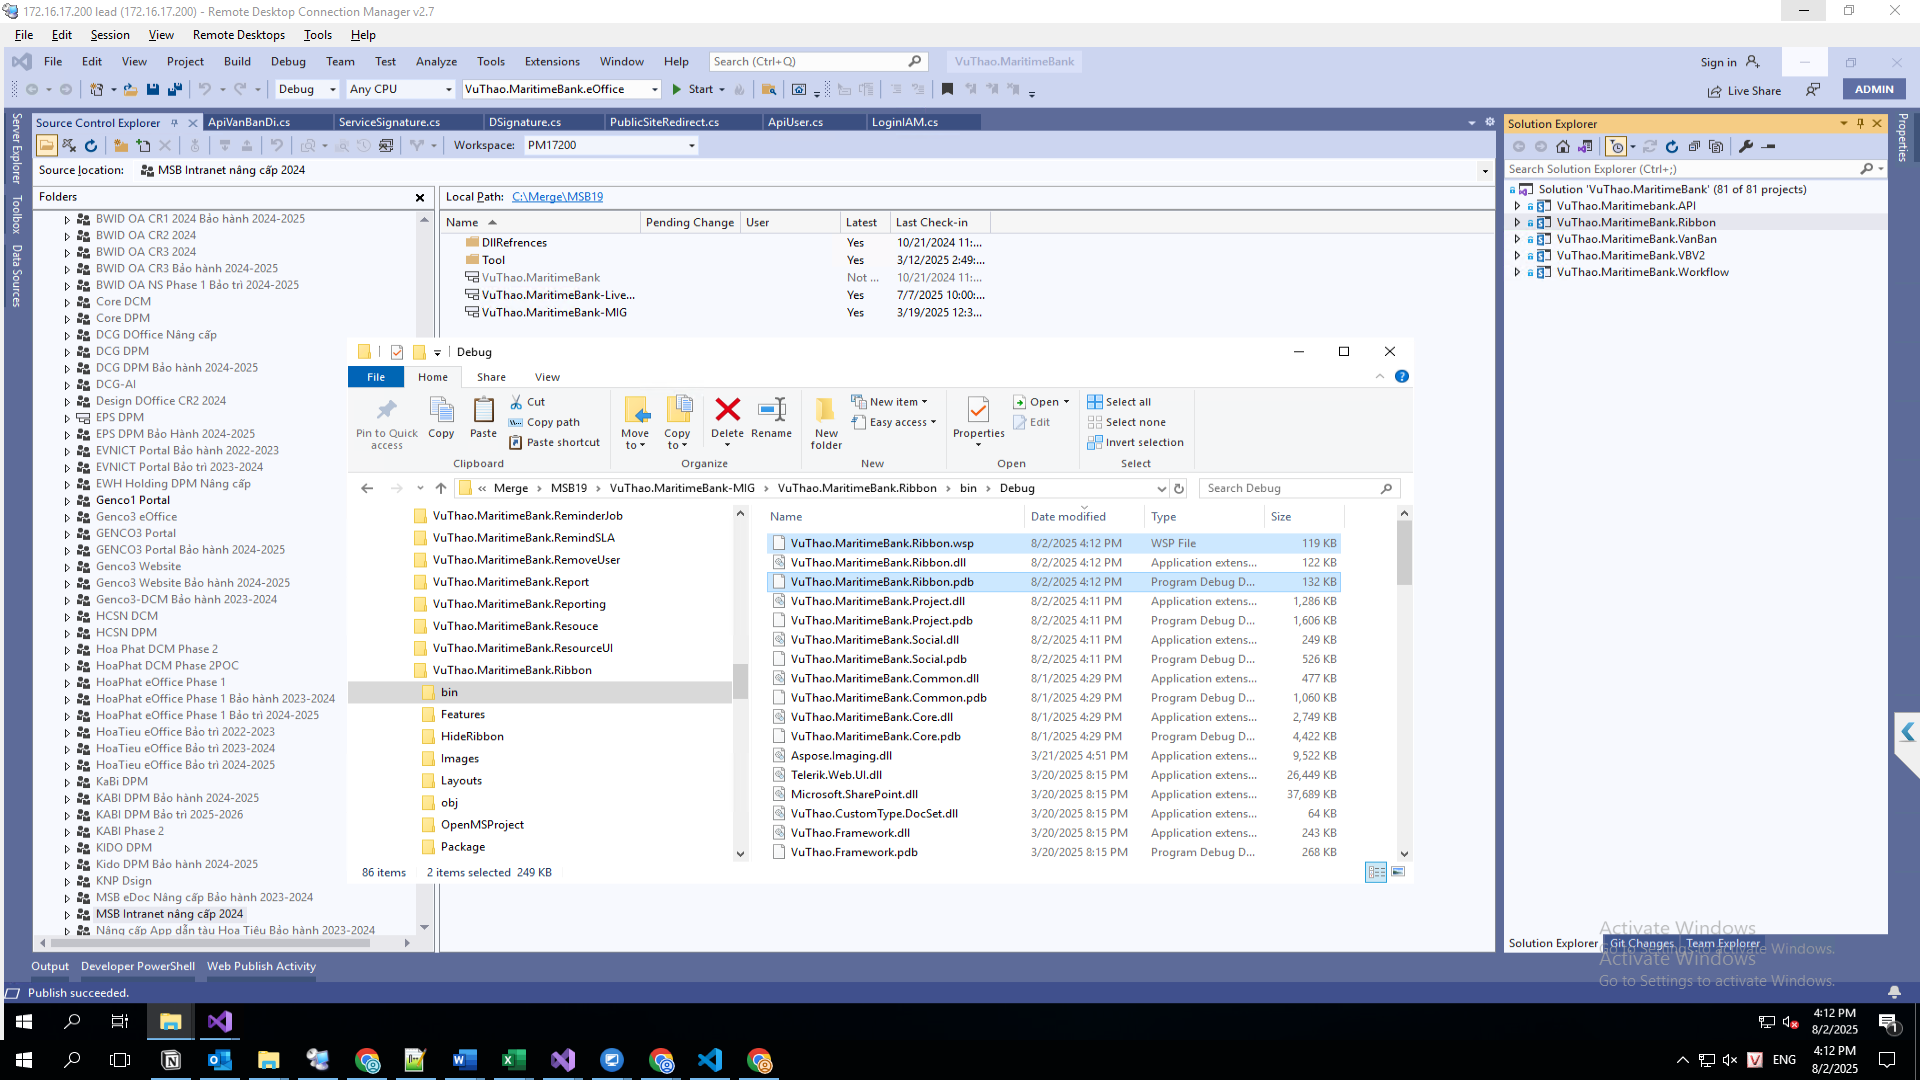 172.16.17.200 lead (172.16.17.200) - Remote Desktop Connection Manager v2.7
File Edit Session View Remote Desktops Tools Help
File Edit View Project Build Debug Team Test Analyze Tools Extensions Window Help Search (Ctrl+Q) VuThao.MaritimeBank Sign in
Debug Any CPU VuThao.MaritimeBank.eOffice Start Live Share ADMIN
Server Explorer
Toolbox
Data Sources
Source Control Explorer ApiVanBanDi.cs ServiceSignature.cs DSignature.cs PublicSiteRedirect.cs ApiUser.cs LoginIAM.cs
Workspace: PM17200
Source location: MSB Intranet nâng cấp 2024
Folders
BWID OA CR1 2024 Bảo hành 2024-2025
BWID OA CR2 2024
BWID OA CR3 2024
BWID OA CR3 Bảo hành 2024-2025
BWID OA NS Phase 1 Bảo trì 2024-2025
Core DCM
Core DPM
DCG DOffice Nâng cấp
DCG DPM
DCG DPM Bảo hành 2024-2025
DCG-AI
Design DOffice CR2 2024
EPS DPM
EPS DPM Bảo Hành 2024-2025
EVNICT Portal Bảo hành 2022-2023
EVNICT Portal Bảo trì 2023-2024
EWH Holding DPM Nâng cấp
Genco1 Portal
Genco3 eOffice
GENCO3 Portal
GENCO3 Portal Bảo hành 2024-2025
Genco3 Website
Genco3 Website Bảo hành 2024-2025
Genco3-DCM Bảo hành 2023-2024
HCSN DCM
HCSN DPM
Hoa Phat DCM Phase 2
HoaPhat DCM Phase 2POC
HoaPhat eOffice Phase 1
HoaPhat eOffice Phase 1 Bảo hành 2023-2024
HoaPhat eOffice Phase 1 Bảo trì 2024-2025
HoaTieu eOffice Bảo trì 2022-2023
HoaTieu eOffice Bảo trì 2023-2024
HoaTieu eOffice Bảo trì 2024-2025
KaBi DPM
KABI DPM Bảo hành 2024-2025
KABI DPM Bảo trì 2025-2026
KABI Phase 2
KIDO DPM
Kido DPM Bảo hành 2024-2025
KNP Dsign
MSB eDoc Nâng cấp Bảo hành 2023-2024
MSB Intranet nâng cấp 2024
Nâng cấp App dẫn tàu Hoa Tiêu Bảo hành 2023-2024
Local Path: C:\Merge\MSB19
Name Pending Change User Latest Last Check-in
DllRefrences Yes 10/21/2024 11:...
Tool Yes 3/12/2025 2:49:...
VuThao.MaritimeBank Not ... 10/21/2024 11:...
VuThao.MaritimeBank-Live... Yes 7/7/2025 10:00:...
VuThao.MaritimeBank-MIG Yes 3/19/2025 12:3...
Debug
File Home Share View
Pin to Quick access Copy Paste Cut Copy path Paste shortcut Move to Copy to Delete Rename New folder New item Easy access Properties Open Edit Select all Select none Invert selection
Clipboard Organize New Open Select
« Merge › MSB19 › VuThao.MaritimeBank-MIG › VuThao.MaritimeBank.Ribbon › bin › Debug Search Debug
VuThao.MaritimeBank.ReminderJob
VuThao.MaritimeBank.RemindSLA
VuThao.MaritimeBank.RemoveUser
VuThao.MaritimeBank.Report
VuThao.MaritimeBank.Reporting
VuThao.MaritimeBank.Resouce
VuThao.MaritimeBank.ResourceUI
VuThao.MaritimeBank.Ribbon
bin
Features
HideRibbon
Images
Layouts
obj
OpenMSProject
Package
Name Date modified Type Size
VuThao.MaritimeBank.Ribbon.wsp 8/2/2025 4:12 PM WSP File 119 KB
VuThao.MaritimeBank.Ribbon.dll 8/2/2025 4:12 PM Application extens... 122 KB
VuThao.MaritimeBank.Ribbon.pdb 8/2/2025 4:12 PM Program Debug D... 132 KB
VuThao.MaritimeBank.Project.dll 8/2/2025 4:11 PM Application extens... 1,286 KB
VuThao.MaritimeBank.Project.pdb 8/2/2025 4:11 PM Program Debug D... 1,606 KB
VuThao.MaritimeBank.Social.dll 8/2/2025 4:11 PM Application extens... 249 KB
VuThao.MaritimeBank.Social.pdb 8/2/2025 4:11 PM Program Debug D... 526 KB
VuThao.MaritimeBank.Common.dll 8/1/2025 4:29 PM Application extens... 477 KB
VuThao.MaritimeBank.Common.pdb 8/1/2025 4:29 PM Program Debug D... 1,060 KB
VuThao.MaritimeBank.Core.dll 8/1/2025 4:29 PM Application extens... 2,749 KB
VuThao.MaritimeBank.Core.pdb 8/1/2025 4:29 PM Program Debug D... 4,422 KB
Aspose.Imaging.dll 3/21/2025 4:51 PM Application extens... 9,522 KB
Telerik.Web.UI.dll 3/20/2025 8:15 PM Application extens... 26,449 KB
Microsoft.SharePoint.dll 3/20/2025 8:15 PM Application extens... 37,689 KB
VuThao.CustomType.DocSet.dll 3/20/2025 8:15 PM Application extens... 64 KB
VuThao.Framework.dll 3/20/2025 8:15 PM Application extens... 243 KB
VuThao.Framework.pdb 3/20/2025 8:15 PM Program Debug D... 268 KB
86 items 2 items selected 249 KB
Solution Explorer
Search Solution Explorer (Ctrl+;)
Solution 'VuThao.MaritimeBank' (81 of 81 projects)
VuThao.Maritimebank.API
VuThao.MaritimeBank.Ribbon
VuThao.MaritimeBank.VanBan
VuThao.MaritimeBank.VBV2
VuThao.MaritimeBank.Workflow
Properties
Activate Windows
Go to Settings to activate Windows.
Solution Explorer Git Changes Team Explorer
Activate Windows
Go to Settings to activate Windows.
Output Developer PowerShell Web Publish Activity
Publish succeeded.
4:12 PM
8/2/2025
1
ENG
4:12 PM
8/2/2025